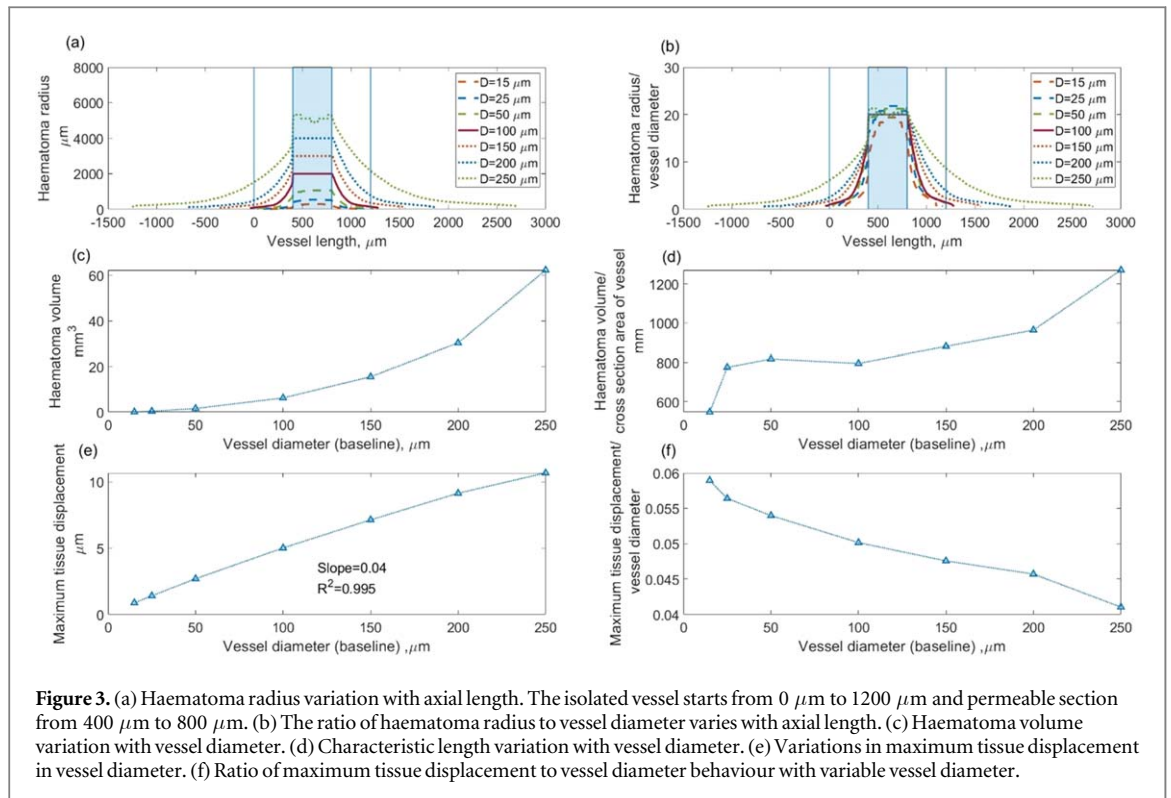 (a)
Haematoma radius
μm
8000
6000
4000
2000
0
-1500 -1000 -500 0 500 1000 1500 2000 2500 3000
Vessel length, μm
D=15 μm
D=25 μm
D=50 μm
D=100 μm
D=150 μm
D=200 μm
D=250 μm
(b)
Haematoma radius/
vessel diameter
30
20
10
0
-1500 -1000 -500 0 500 1000 1500 2000 2500 3000
Vessel length, μm
D=15 μm
D=25 μm
D=50 μm
D=100 μm
D=150 μm
D=200 μm
D=250 μm
(c)
Haematoma volume
mm³
60
40
20
0
0 50 100 150 200 250
Vessel diameter (baseline), μm
(d)
Haematoma volume/
cross section area of vessel
mm
1200
1000
800
600
0 50 100 150 200 250
Vessel diameter (baseline) ,μm
(e)
Maximum tissue displacement
μm
10
5
0
0 50 100 150 200 250
Slope=0.04
R²=0.995
Vessel diameter (baseline) ,μm
(f)
Maximum tissue displacement/
vessel diameter
0.06
0.055
0.05
0.045
0.04
0 50 100 150 200 250
Vessel diameter (baseline) ,μm
Figure 3. (a) Haematoma radius variation with axial length. The isolated vessel starts from 0 μm to 1200 μm and permeable section
from 400 μm to 800 μm. (b) The ratio of haematoma radius to vessel diameter varies with axial length. (c) Haematoma volume
variation with vessel diameter. (d) Characteristic length variation with vessel diameter. (e) Variations in maximum tissue displacement
in vessel diameter. (f) Ratio of maximum tissue displacement to vessel diameter behaviour with variable vessel diameter.